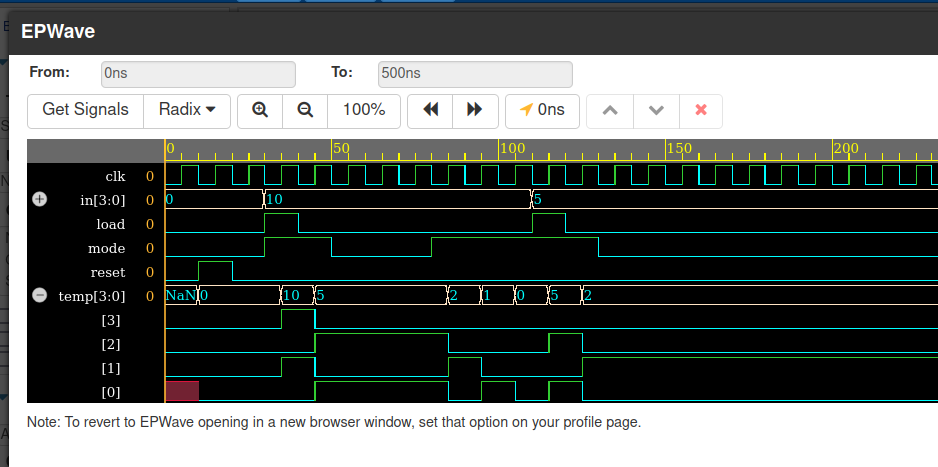 EPWave
From: 0ns To: 500ns
Get Signals Radix 100% 0ns
0 50 100 150 200
clk 0
in[3:0] 0 0 10 5
load 0
mode 0
reset 0
temp[3:0] 0 NaN 0 10 5 2 1 0 5 2
[3]
[2]
[1]
[0]
Note: To revert to EPWave opening in a new browser window, set that option on your profile page.